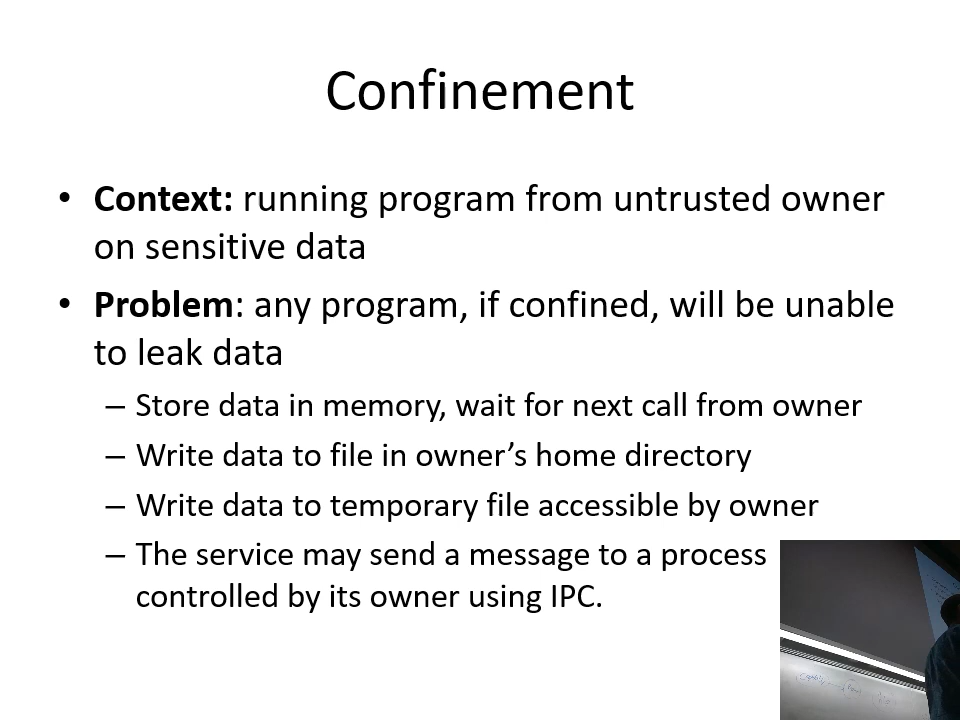 Confinement
• Context: running program from untrusted owner
on sensitive data
• Problem: any program, if confined, will be unable
to leak data
– Store data in memory, wait for next call from owner
– Write data to file in owner’s home directory
– Write data to temporary file accessible by owner
– The service may send a message to a process
controlled by its owner using IPC.